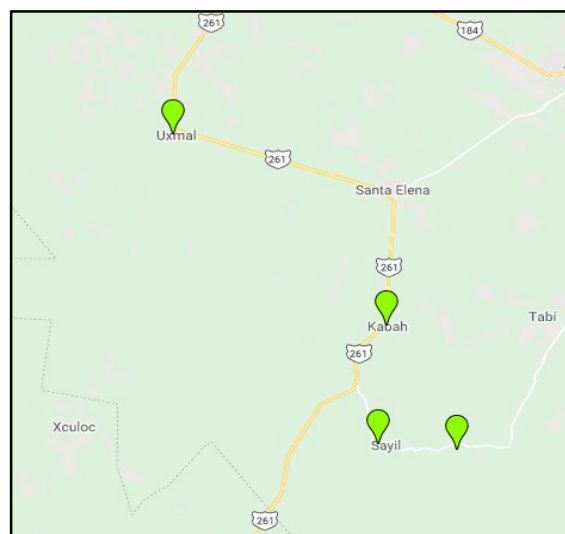 261
184
Uxmal
261
Santa Elena
261
Kabah
Tabí
261
Xculoc
Sayil
261